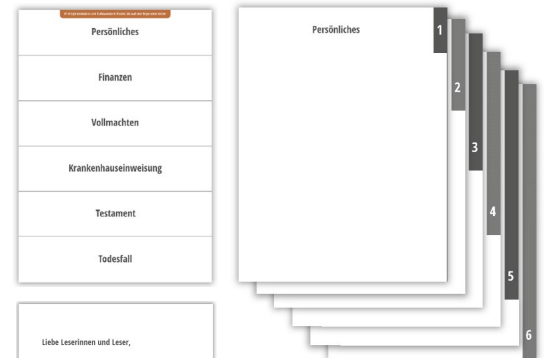 Persönliches
Finanzen
Vollmachten
Krankenhauseinweisung
Testament
Todesfall
Liebe Leserinnen und Leser,
Persönliches
1
2
3
4
5
6